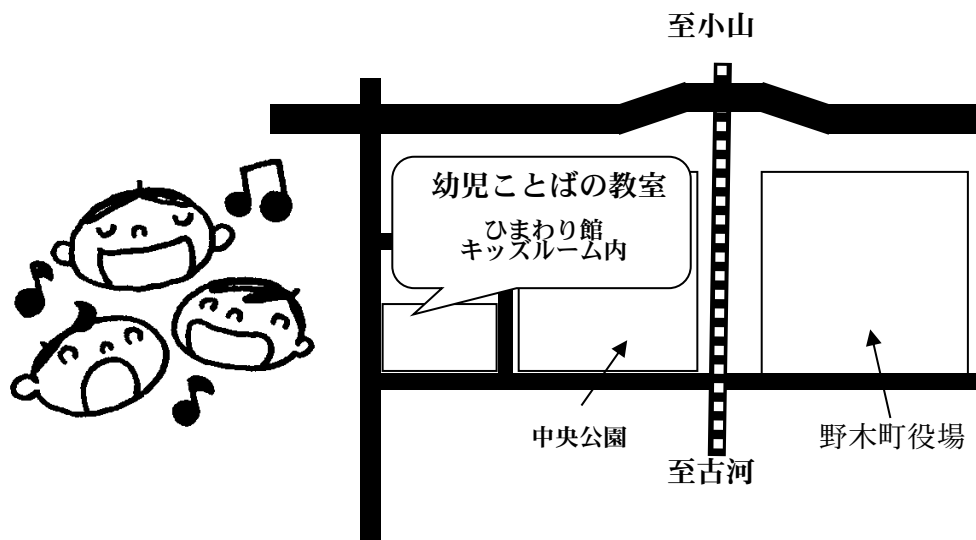 至小山
幼児ことばの教室
ひまわり館
キッズルーム内
中央公園
野木町役場
至古河